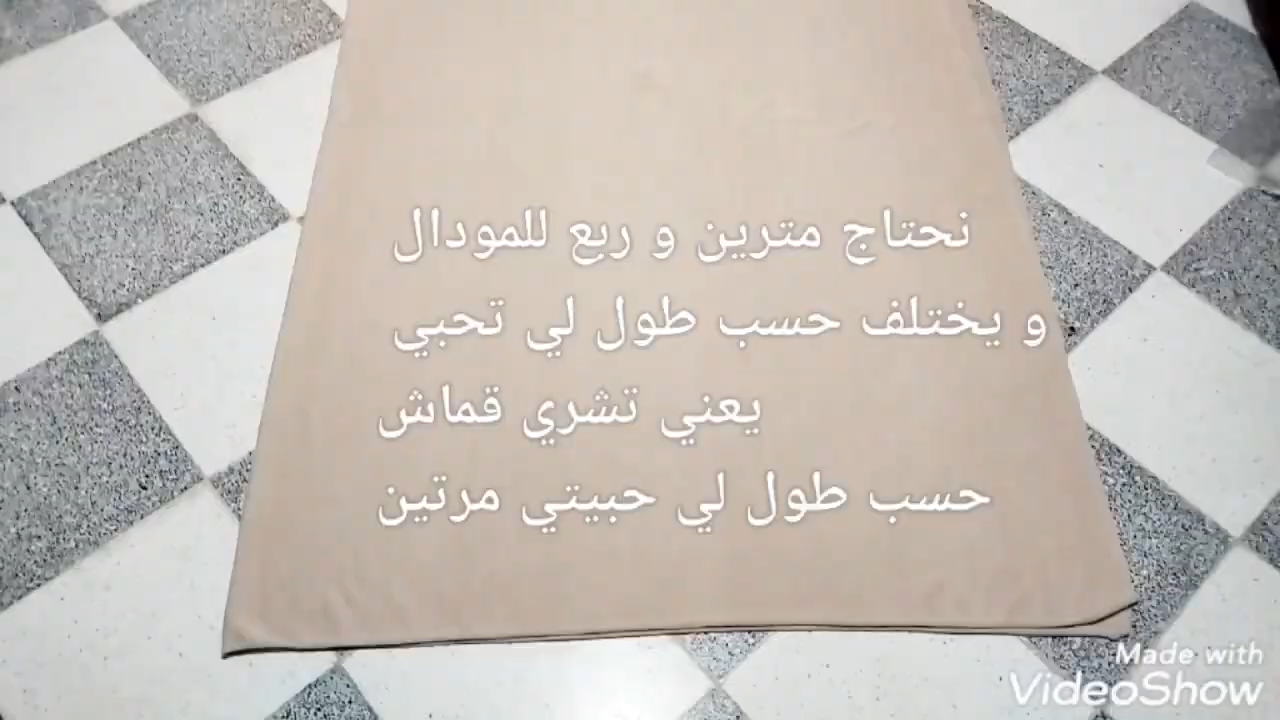 نحتاج مترين و ربع للمودال
و يختلف حسب طول لي تحبي
يعني تشري قماش
حسب طول لي حبيتي مرتين
Made with
VideoShow